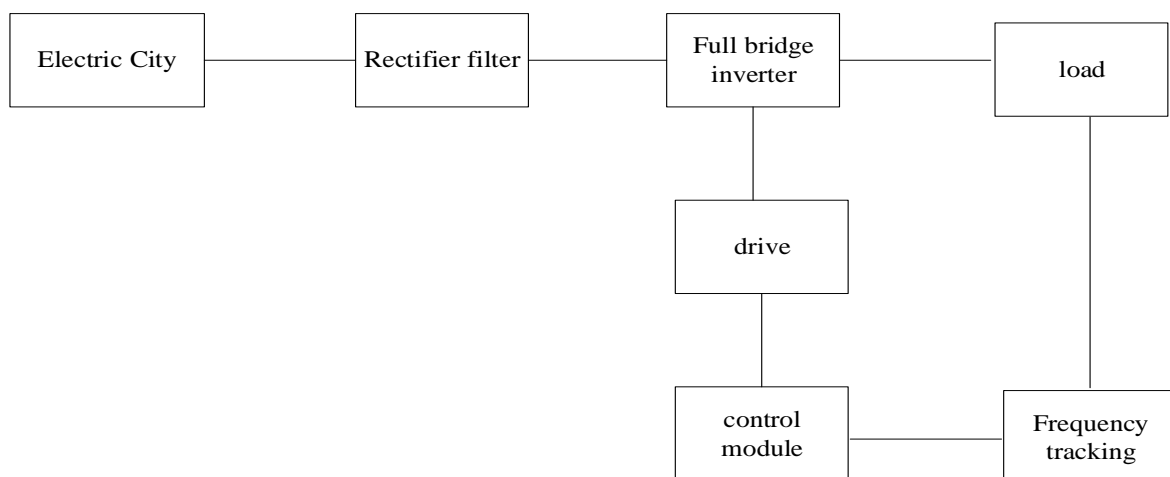 Electric City
Rectifier filter
Full bridge
inverter
load
drive
control
module
Frequency
tracking